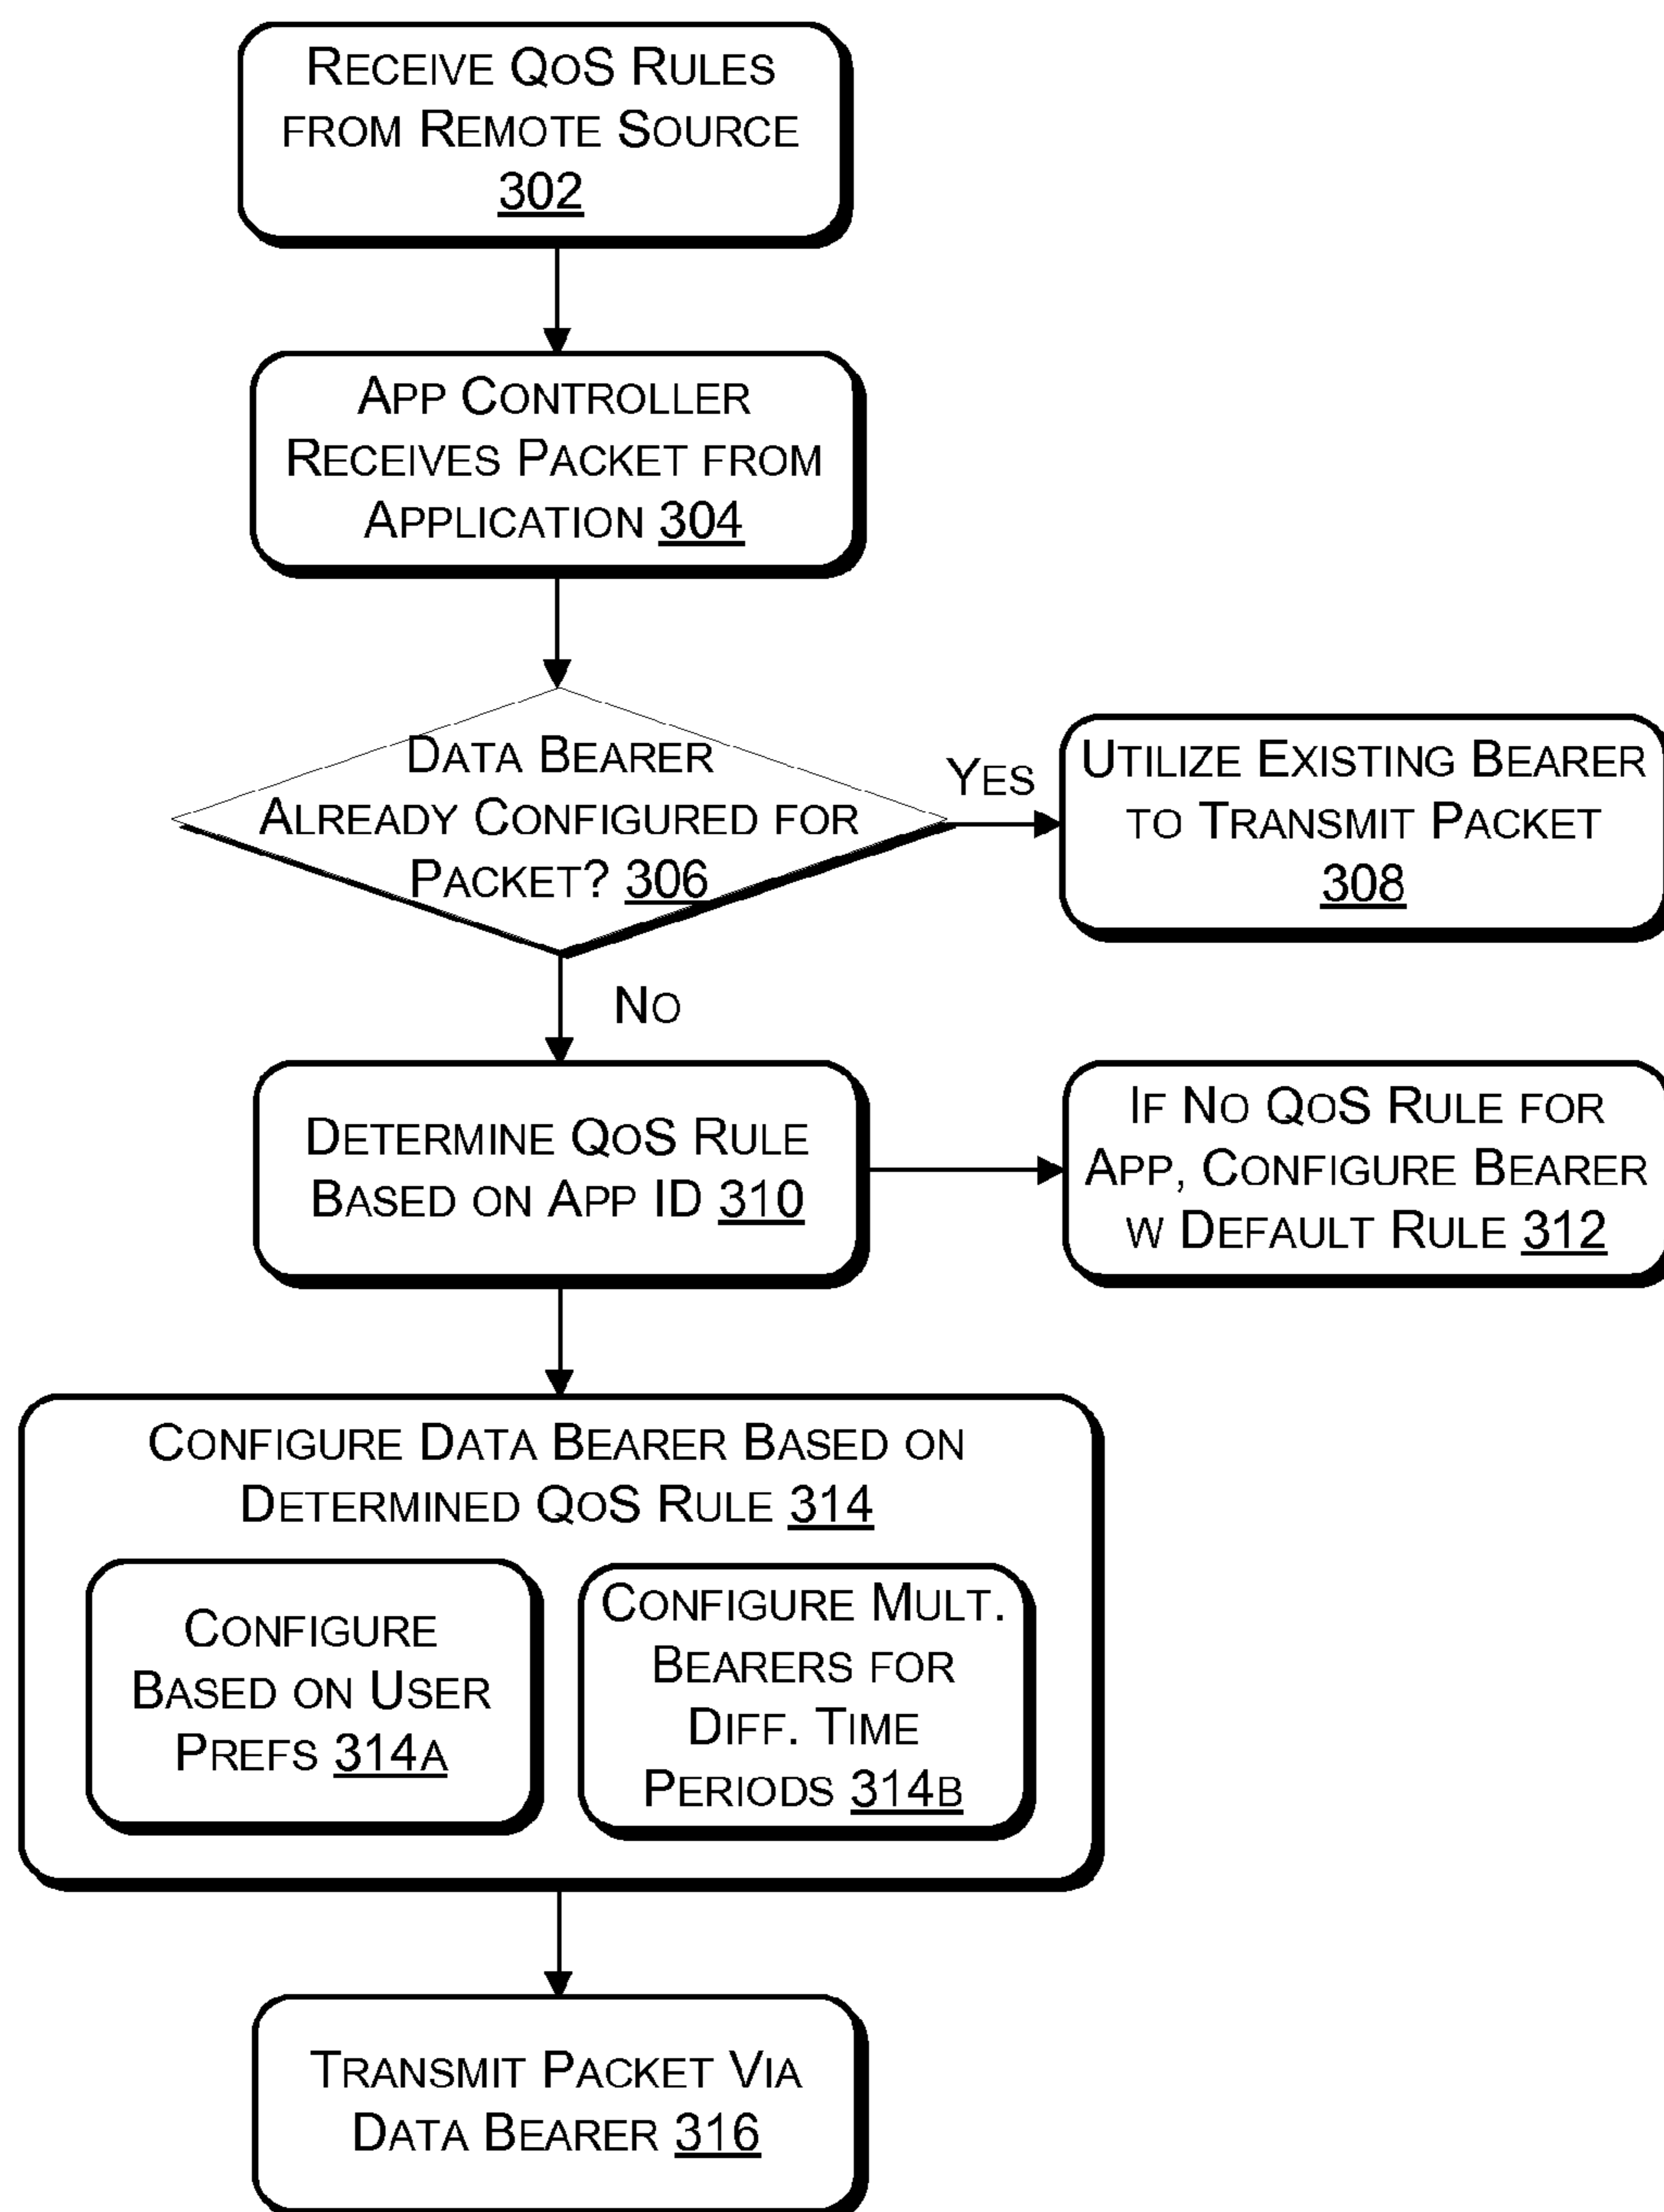 RECEIVE QOS RULES
FROM REMOTE SOURCE
302
APP CONTROLLER
RECEIVES PACKET FROM
APPLICATION 304
DATA BEARER
ALREADY CONFIGURED FOR
PACKET? 306
YES
UTILIZE EXISTING BEARER
TO TRANSMIT PACKET
308
NO
DETERMINE QOS RULE
BASED ON APP ID 310
IF NO QOS RULE FOR
APP, CONFIGURE BEARER
W DEFAULT RULE 312
CONFIGURE DATA BEARER BASED ON
DETERMINED QOS RULE 314
CONFIGURE
BASED ON USER
PREFS 314A
CONFIGURE MULT.
BEARERS FOR
DIFF. TIME
PERIODS 314B
TRANSMIT PACKET VIA
DATA BEARER 316